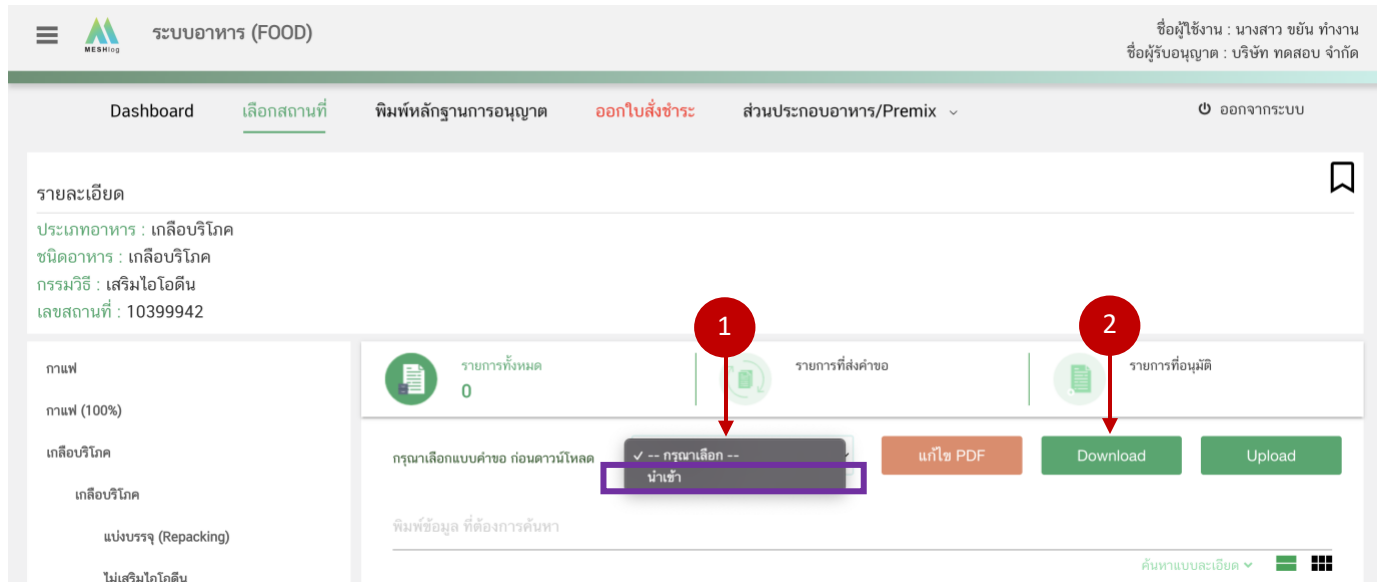 MESHlog
ระบบอาหาร (FOOD)
ชื่อผู้ใช้งาน : นางสาว ขยัน ทำงาน
ชื่อผู้รับอนุญาต : บริษัท ทดสอบ จำกัด
Dashboard เลือกสถานที่ พิมพ์หลักฐานการอนุญาต ออกใบสั่งชำระ ส่วนประกอบอาหาร/Premix ออกจากระบบ
รายละเอียด
ประเภทอาหาร : เกลือบริโภค
ชนิดอาหาร : เกลือบริโภค
กรรมวิธี : เสริมไอโอดีน
เลขสถานที่ : 10399942
1 2
กาแฟ
กาแฟ (100%)
เกลือบริโภค
เกลือบริโภค
แบ่งบรรจุ (Repacking)
ไม่เสริมไอโอดีน
รายการทั้งหมด
0
รายการที่ส่งคำขอ
รายการที่อนุมัติ
กรุณาเลือกแบบคำขอ ก่อนดาวน์โหลด
✓ -- กรุณาเลือก --
นำเข้า
แก้ไข PDF Download Upload
พิมพ์ข้อมูล ที่ต้องการค้นหา
ค้นหาแบบละเอียด